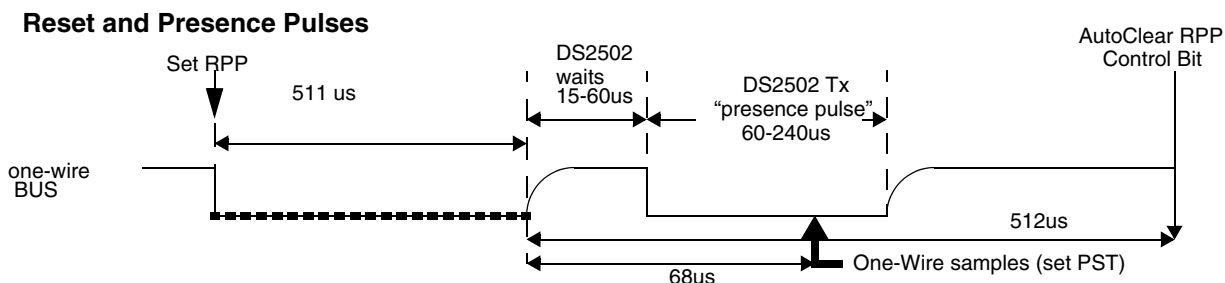 Reset and Presence Pulses
AutoClear RPP
Control Bit
Set RPP
DS2502
waits
15-60us
511 us
DS2502 Tx
“presence pulse”
60-240us
one-wire
BUS
512us
One-Wire samples (set PST)
68us